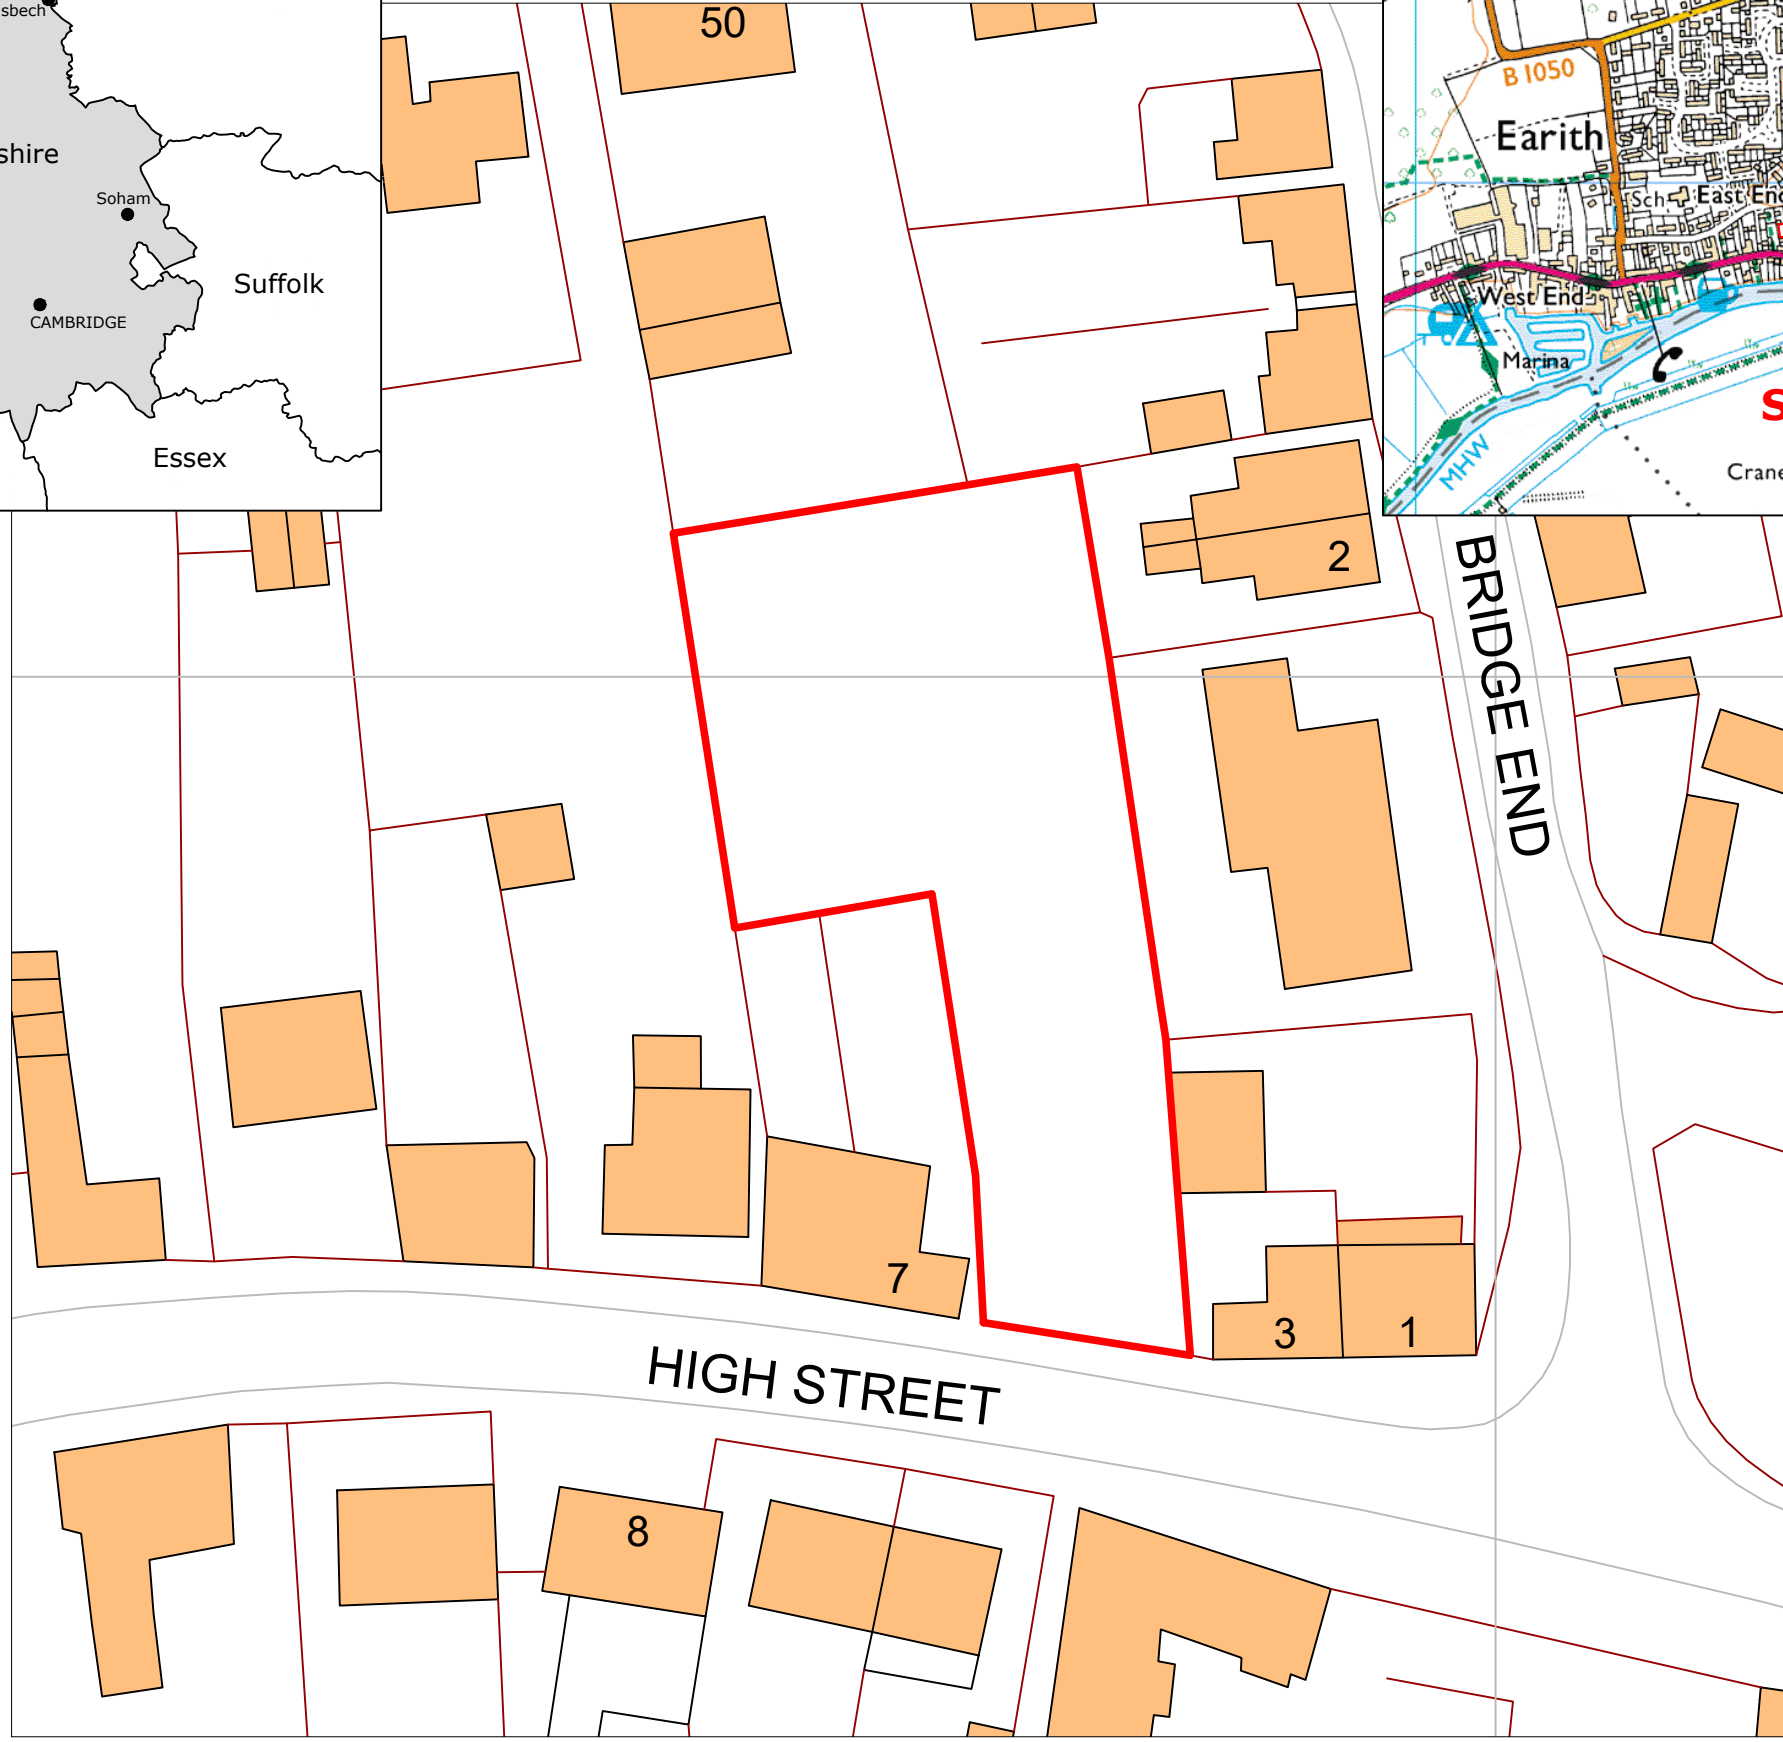 sbech
shire
Soham
Suffolk
CAMBRIDGE
Essex
50
B 1050
Earith
Sch
East End
West End
Marina
MHW
S
Crane
2
BRIDGE END
7
3
1
HIGH STREET
8